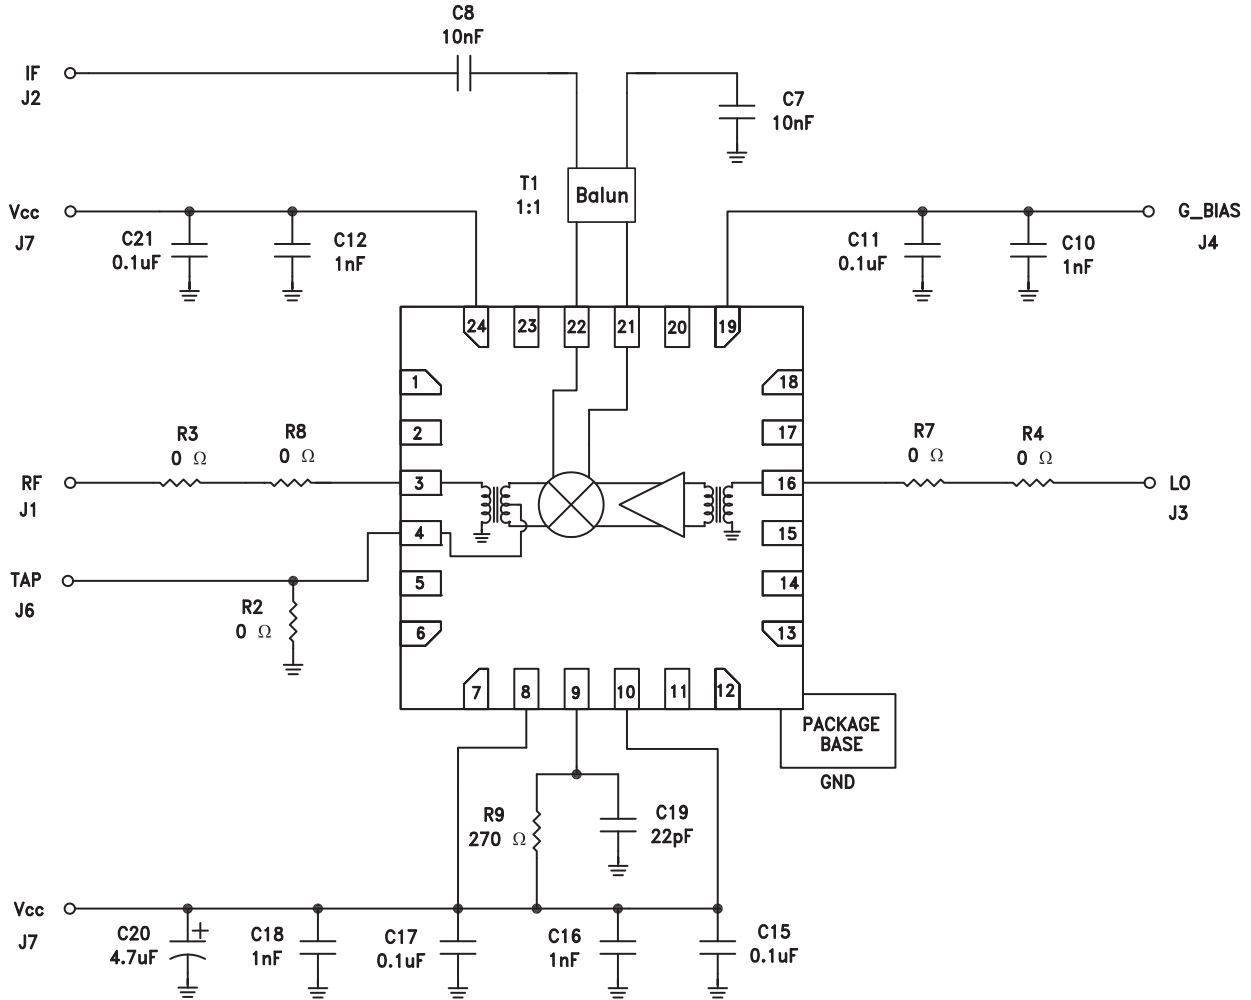 C8
10nF
IF
J2
C7
10nF
T1
1:1
Balun
Vcc
J7
C21
0.1uF
C12
1nF
C11
0.1uF
C10
1nF
G_BIAS
J4
24
23
22
21
20
19
1
18
2
17
R3
0 Ω
R8
0 Ω
R7
0 Ω
R4
0 Ω
RF
J1
3
16
LO
J3
4
15
TAP
J6
5
14
R2
0 Ω
6
13
7
8
9
10
11
12
PACKAGE
BASE
GND
R9
270 Ω
C19
22pF
Vcc
J7
C20
4.7uF
+
C18
1nF
C17
0.1uF
C16
1nF
C15
0.1uF